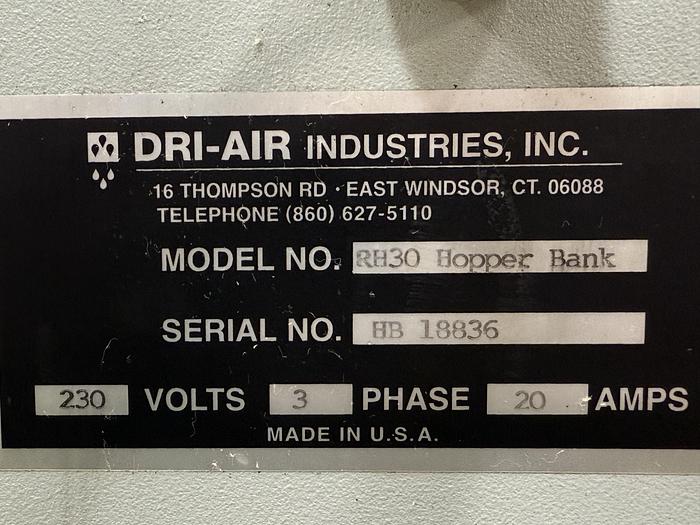 DRI-AIR INDUSTRIES, INC.
16 THOMPSON RD · EAST WINDSOR, CT. 06088
TELEPHONE (860) 627-5110
MODEL NO. RH30 Hopper Bank
SERIAL NO. HB 18836
230 VOLTS 3 PHASE 20 AMPS
MADE IN U.S.A.